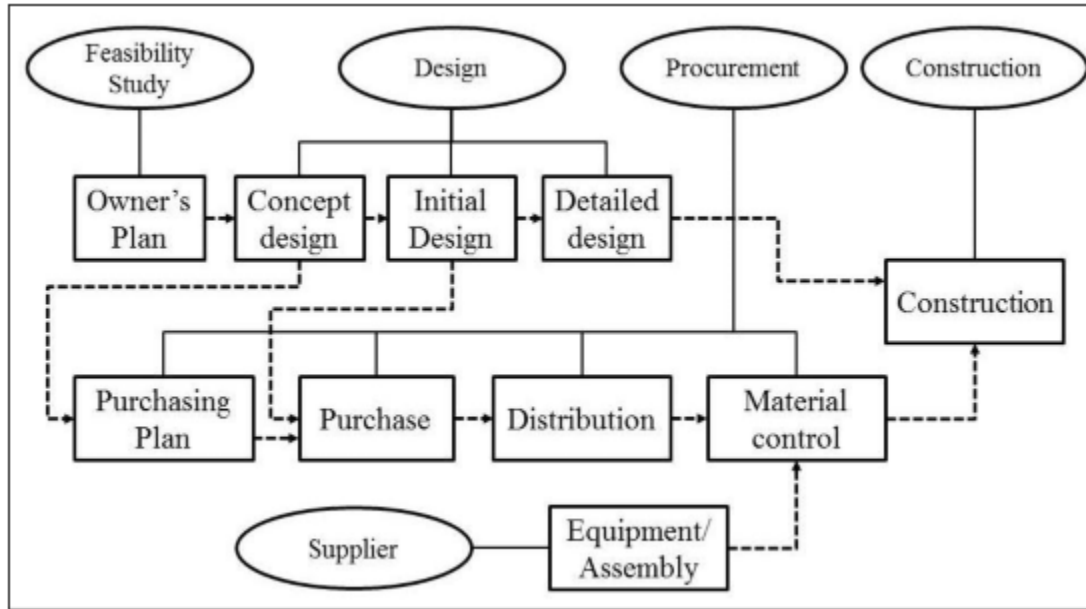 Feasibility
Study
Design
Procurement
Construction
Owner's
Plan
Concept
design
Initial
Design
Detailed
design
Construction
Purchasing
Plan
Purchase
Distribution
Material
control
Supplier
Equipment/
Assembly